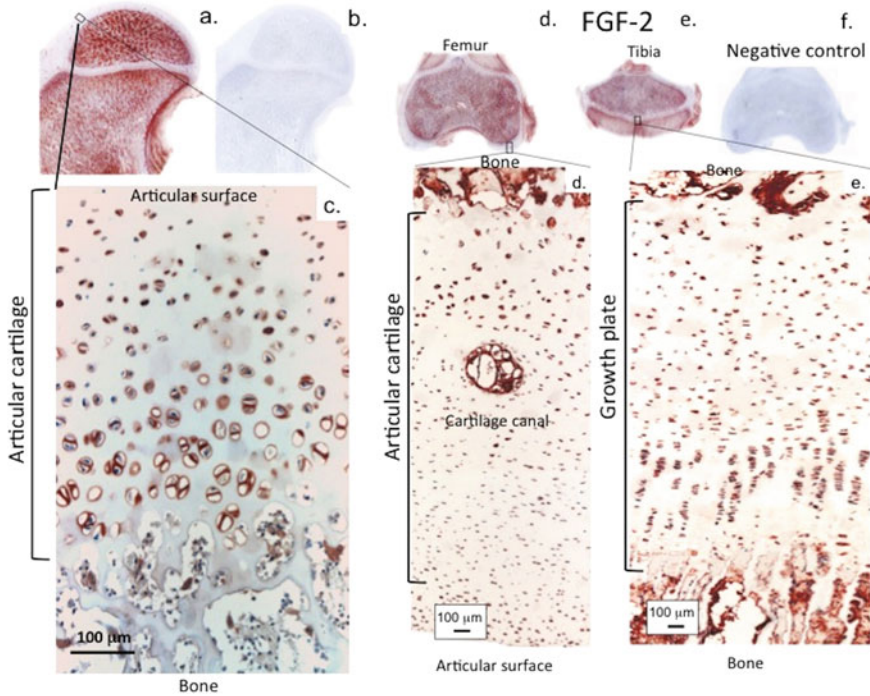 a.
b.
d.
FGF-2
e.
f.
Femur
Tibia
Negative control
Articular surface
c.
Articular cartilage
100 µm
Bone
Bone
d.
Articular cartilage
Cartilage canal
100 µm
Articular surface
Bone
e.
Growth plate
100 µm
Bone